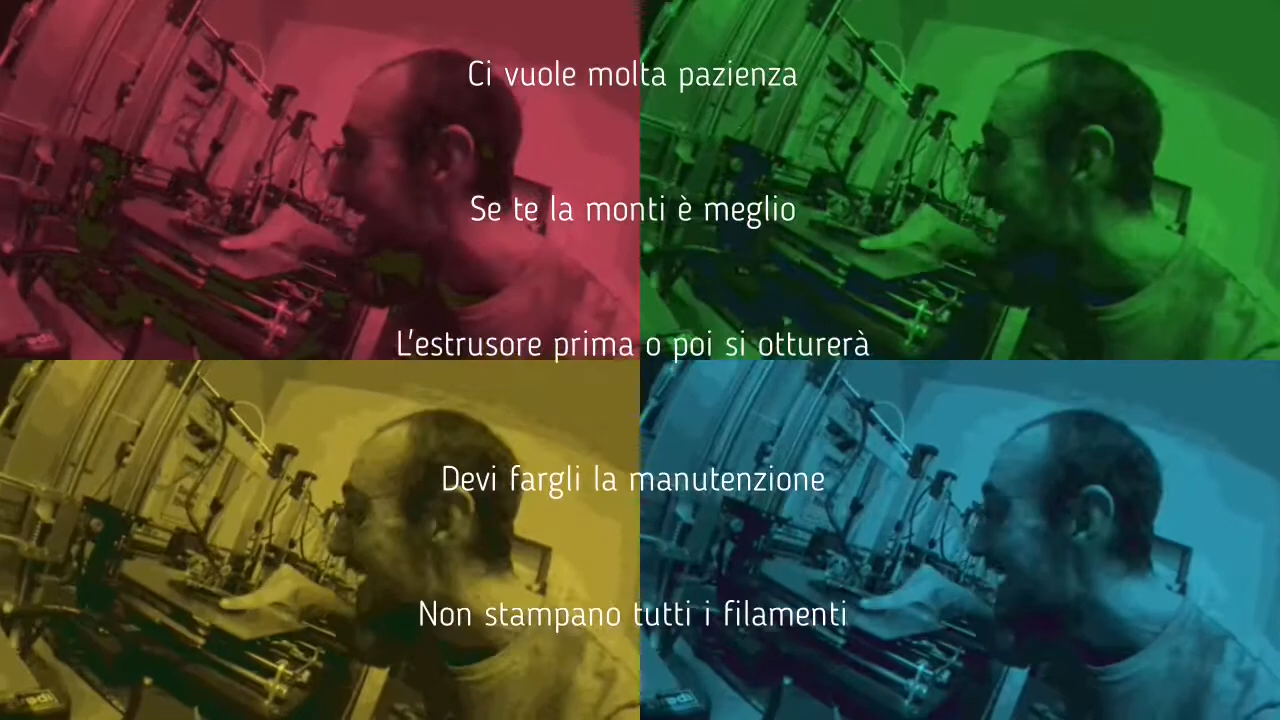 Ci vuole molta pazienza
Se te la monti è meglio
L'estrusore prima o poi si otturerà
Devi fargli la manutenzione
Non stampano tutti i filamenti